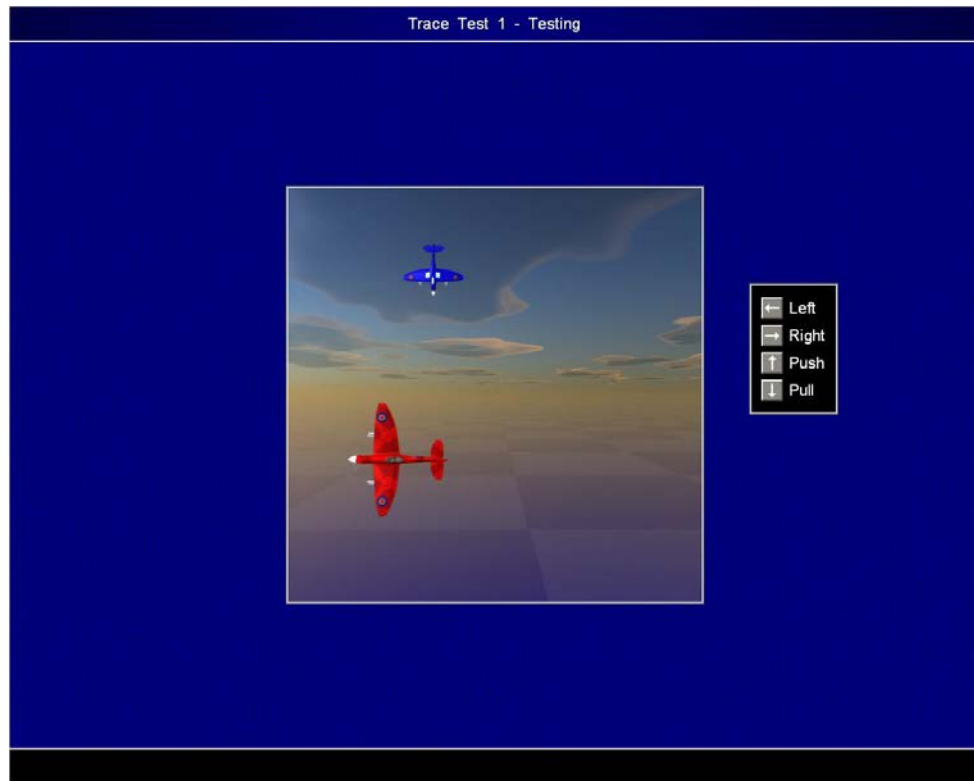 Trace Test 1 - Testing
← Left
→ Right
↑ Push
↓ Pull